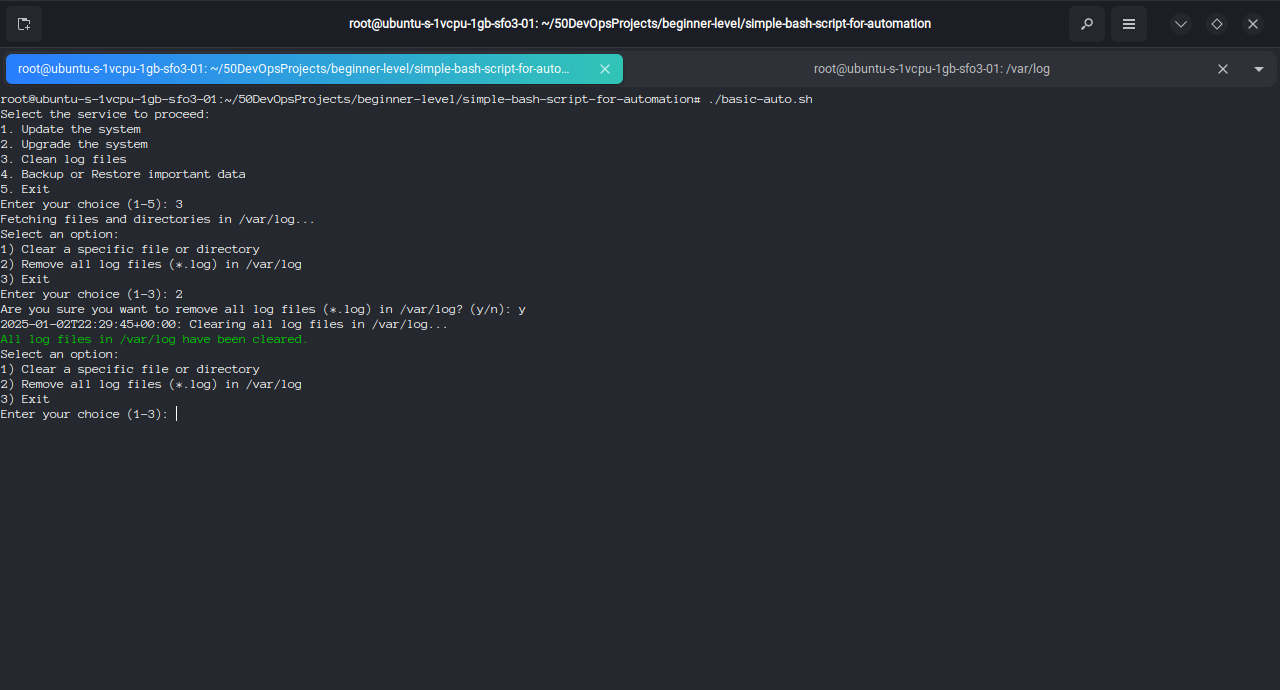 root@ubuntu-s-1vcpu-1gb-sfo3-01: ~/50DevOpsProjects/beginner-level/simple-bash-script-for-automation
root@ubuntu-s-1vcpu-1gb-sfo3-01: ~/50DevOpsProjects/beginner-level/simple-bash-script-for-auto...
root@ubuntu-s-1vcpu-1gb-sfo3-01: /var/log
root@ubuntu-s-1vcpu-1gb-sfo3-01:~/50DevOpsProjects/beginner-level/simple-bash-script-for-automation# ./basic-auto.sh
Select the service to proceed:
1. Update the system
2. Upgrade the system
3. Clean log files
4. Backup or Restore important data
5. Exit
Enter your choice (1-5): 3
Fetching files and directories in /var/log...
Select an option:
1) Clear a specific file or directory
2) Remove all log files (*.log) in /var/log
3) Exit
Enter your choice (1-3): 2
Are you sure you want to remove all log files (*.log) in /var/log? (y/n): y
2025-01-02T22:29:45+00:00: Clearing all log files in /var/log...
All log files in /var/log have been cleared.
Select an option:
1) Clear a specific file or directory
2) Remove all log files (*.log) in /var/log
3) Exit
Enter your choice (1-3):